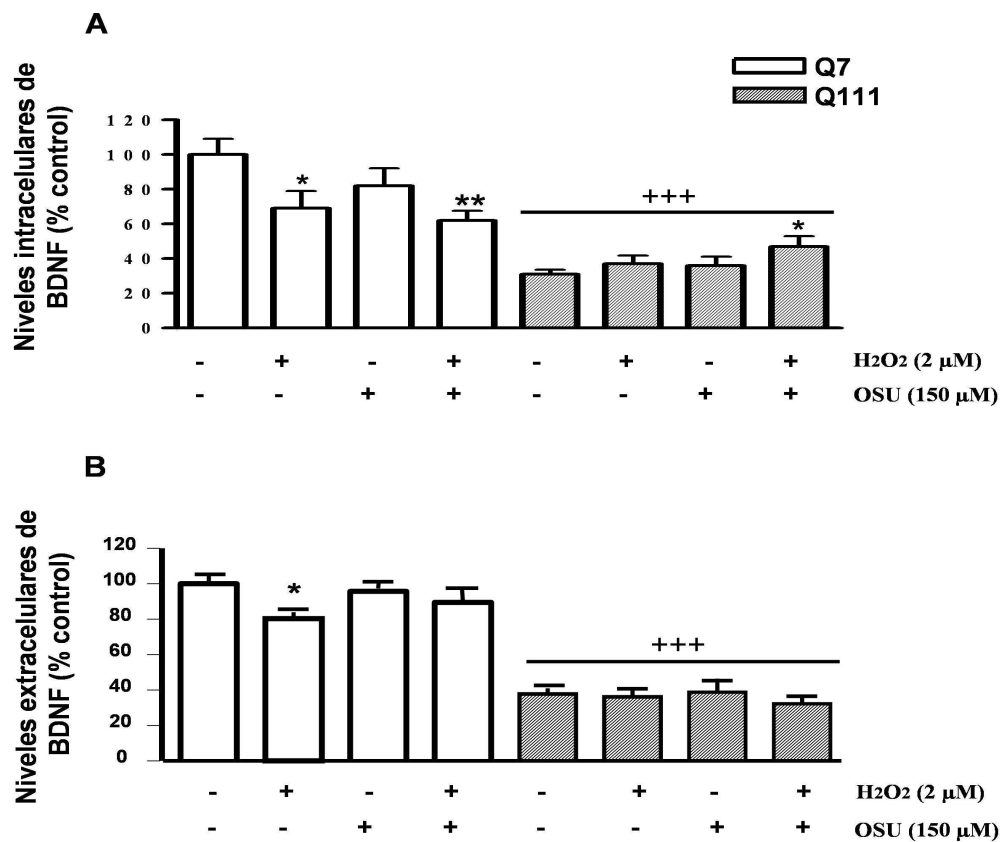 A
Q7
Q111
Niveles intracelulares de
BDNF (% control)
120
100
80
60
40
20
0
*
**
+++
*
- + - + - + - + H2O2 (2 µM)
- - + + - - + + OSU (150 µM)
B
Niveles extracelulares de
BDNF (% control)
120
100
80
60
40
20
0
*
+++
- + - + - + - + H2O2 (2 µM)
- - + + - - + + OSU (150 µM)